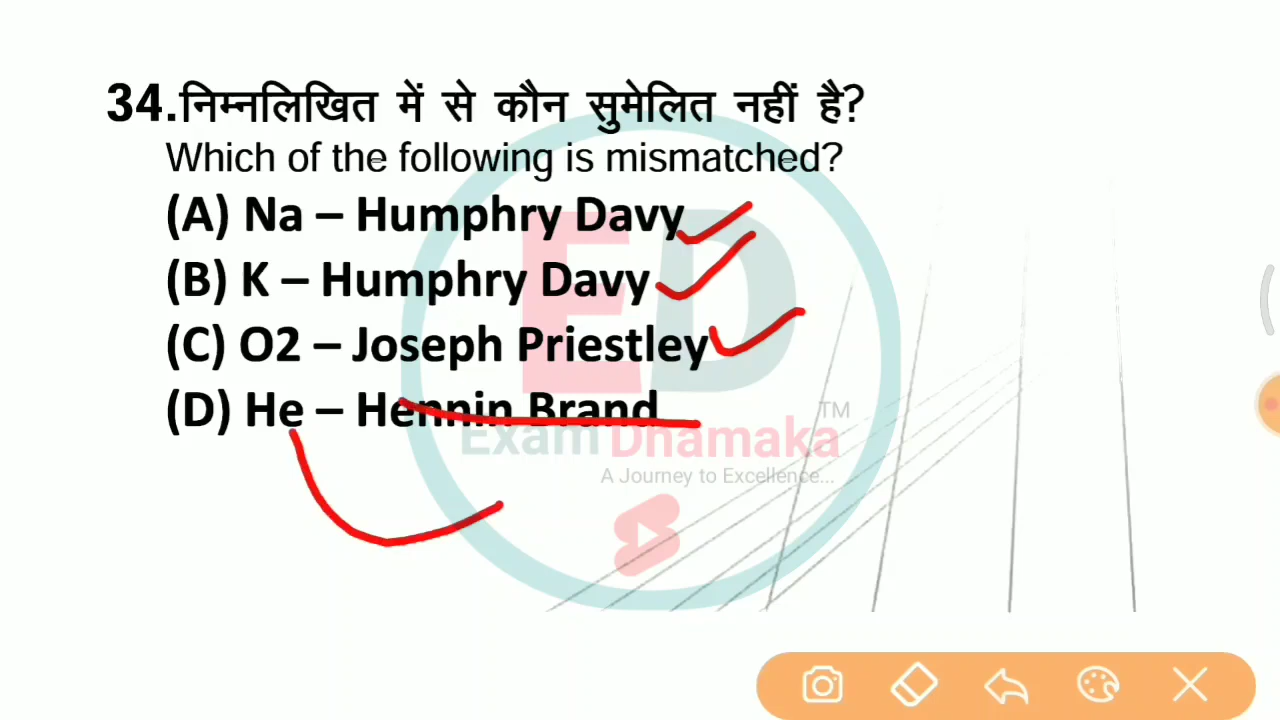 34.निम्नलिखित में से कौन सुमेलित नहीं है?
Which of the following is mismatched?
(A) Na – Humphry Davy
(B) K – Humphry Davy
(C) O2 – Joseph Priestley
(D) He – Hennin Brand
ED
Exam Dhamaka TM
A Journey to Excellence...